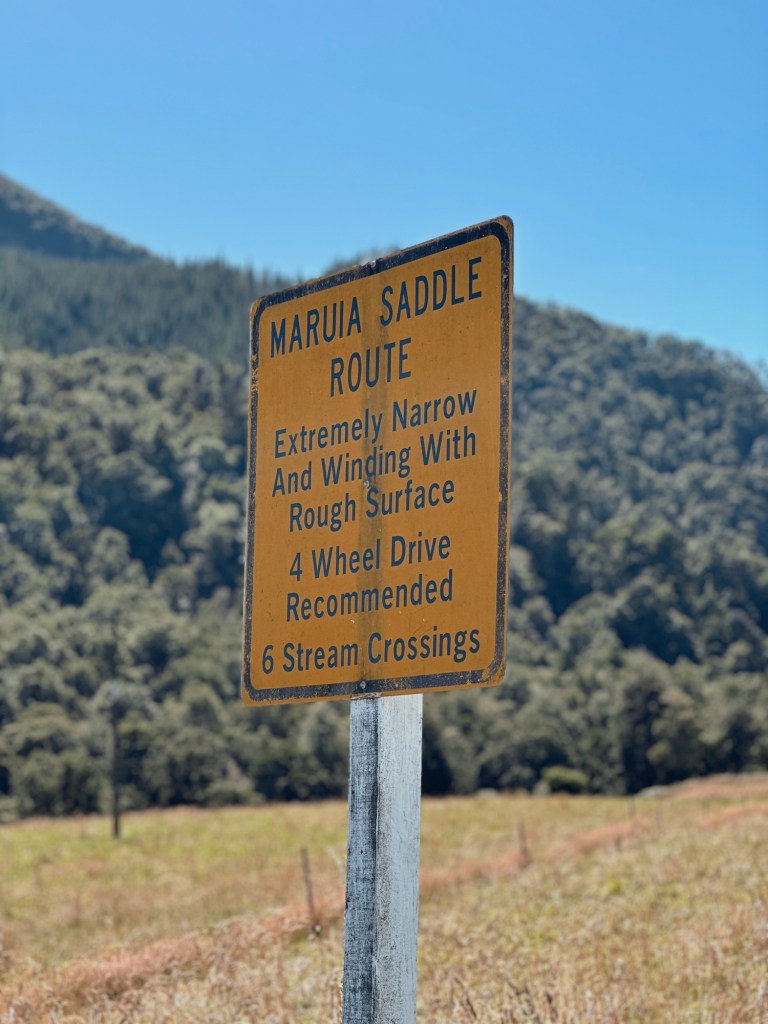 MARUIA SADDLE
ROUTE
Extremely Narrow
And Winding With
Rough Surface
4 Wheel Drive
Recommended
6 Stream Crossings